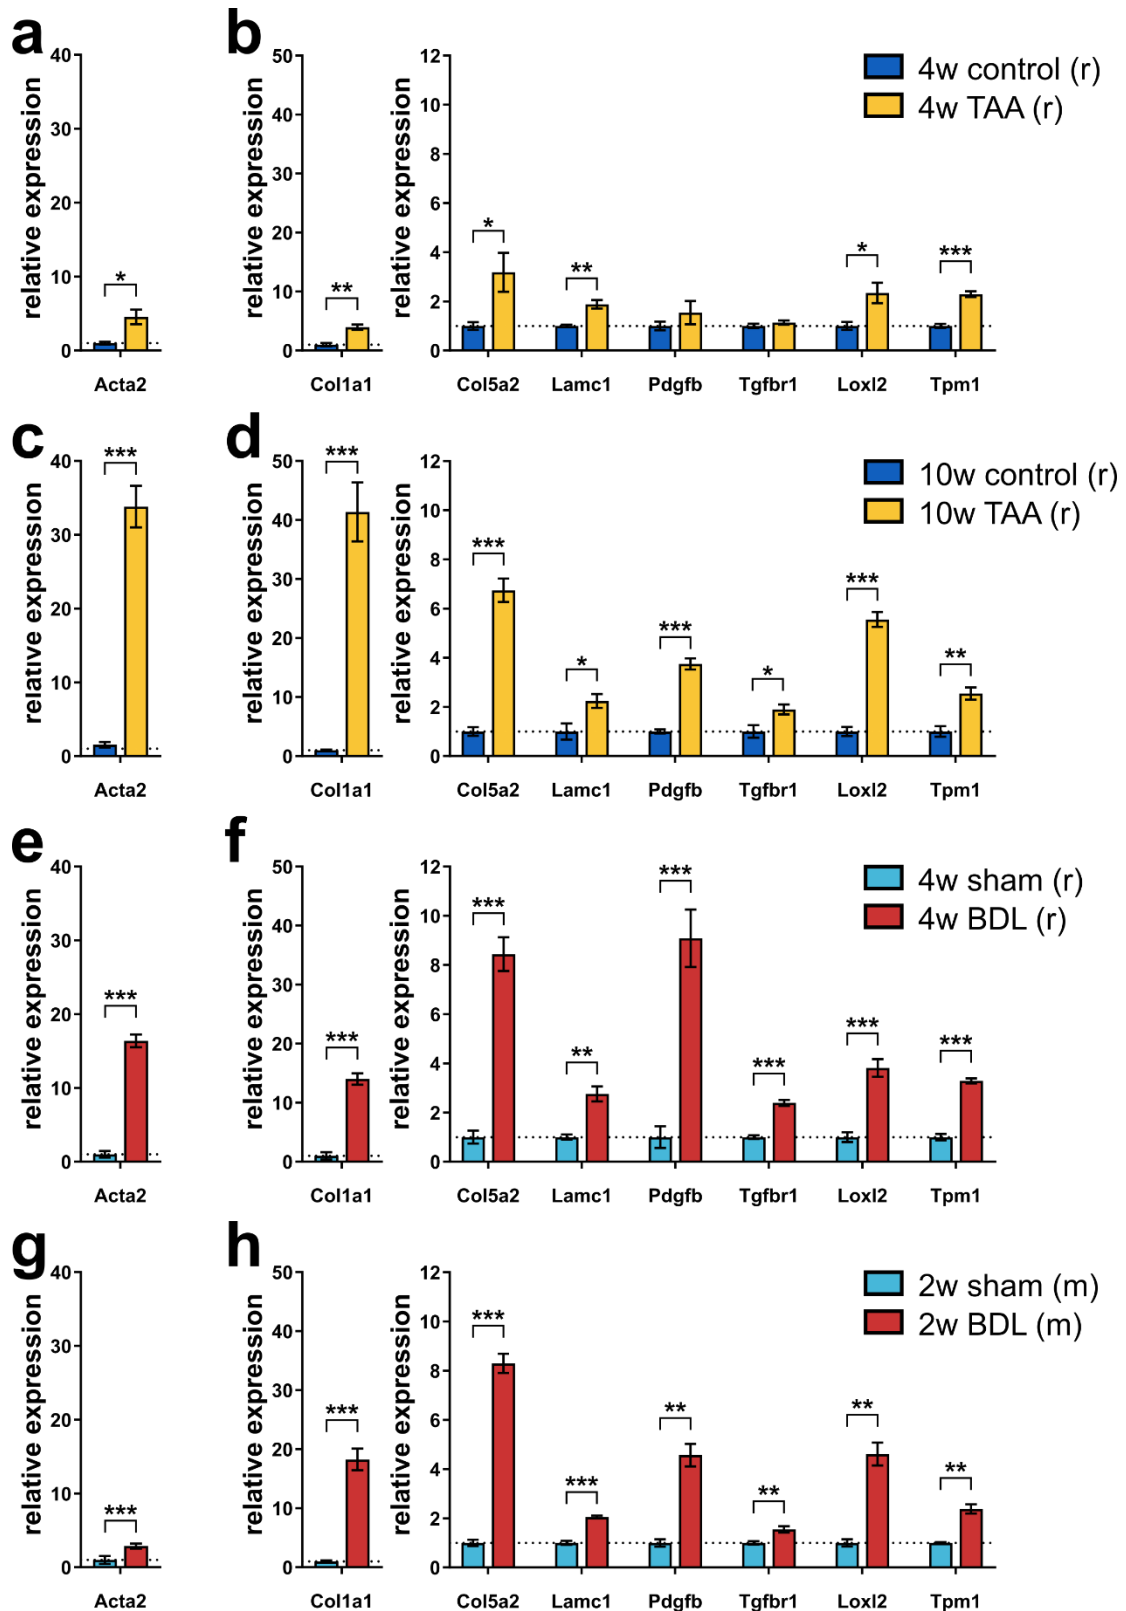 a
b
relative expression
40
30
20
10
0
*
Acta2
relative expression
50
40
30
20
10
0
**
Col1a1
relative expression
12
10
8
6
4
2
0
*
**
*
***
Col5a2 Lamc1 Pdgfb Tgfbr1 Loxl2 Tpm1
4w control (r)
4w TAA (r)
c
d
relative expression
40
30
20
10
0
***
Acta2
relative expression
50
40
30
20
10
0
***
Col1a1
relative expression
12
10
8
6
4
2
0
***
*
***
*
***
**
Col5a2 Lamc1 Pdgfb Tgfbr1 Loxl2 Tpm1
10w control (r)
10w TAA (r)
e
f
relative expression
40
30
20
10
0
***
Acta2
relative expression
50
40
30
20
10
0
***
Col1a1
relative expression
12
10
8
6
4
2
0
***
**
***
***
***
***
Col5a2 Lamc1 Pdgfb Tgfbr1 Loxl2 Tpm1
4w sham (r)
4w BDL (r)
g
h
relative expression
40
30
20
10
0
***
Acta2
relative expression
50
40
30
20
10
0
***
Col1a1
relative expression
12
10
8
6
4
2
0
***
***
**
**
**
**
Col5a2 Lamc1 Pdgfb Tgfbr1 Loxl2 Tpm1
2w sham (m)
2w BDL (m)